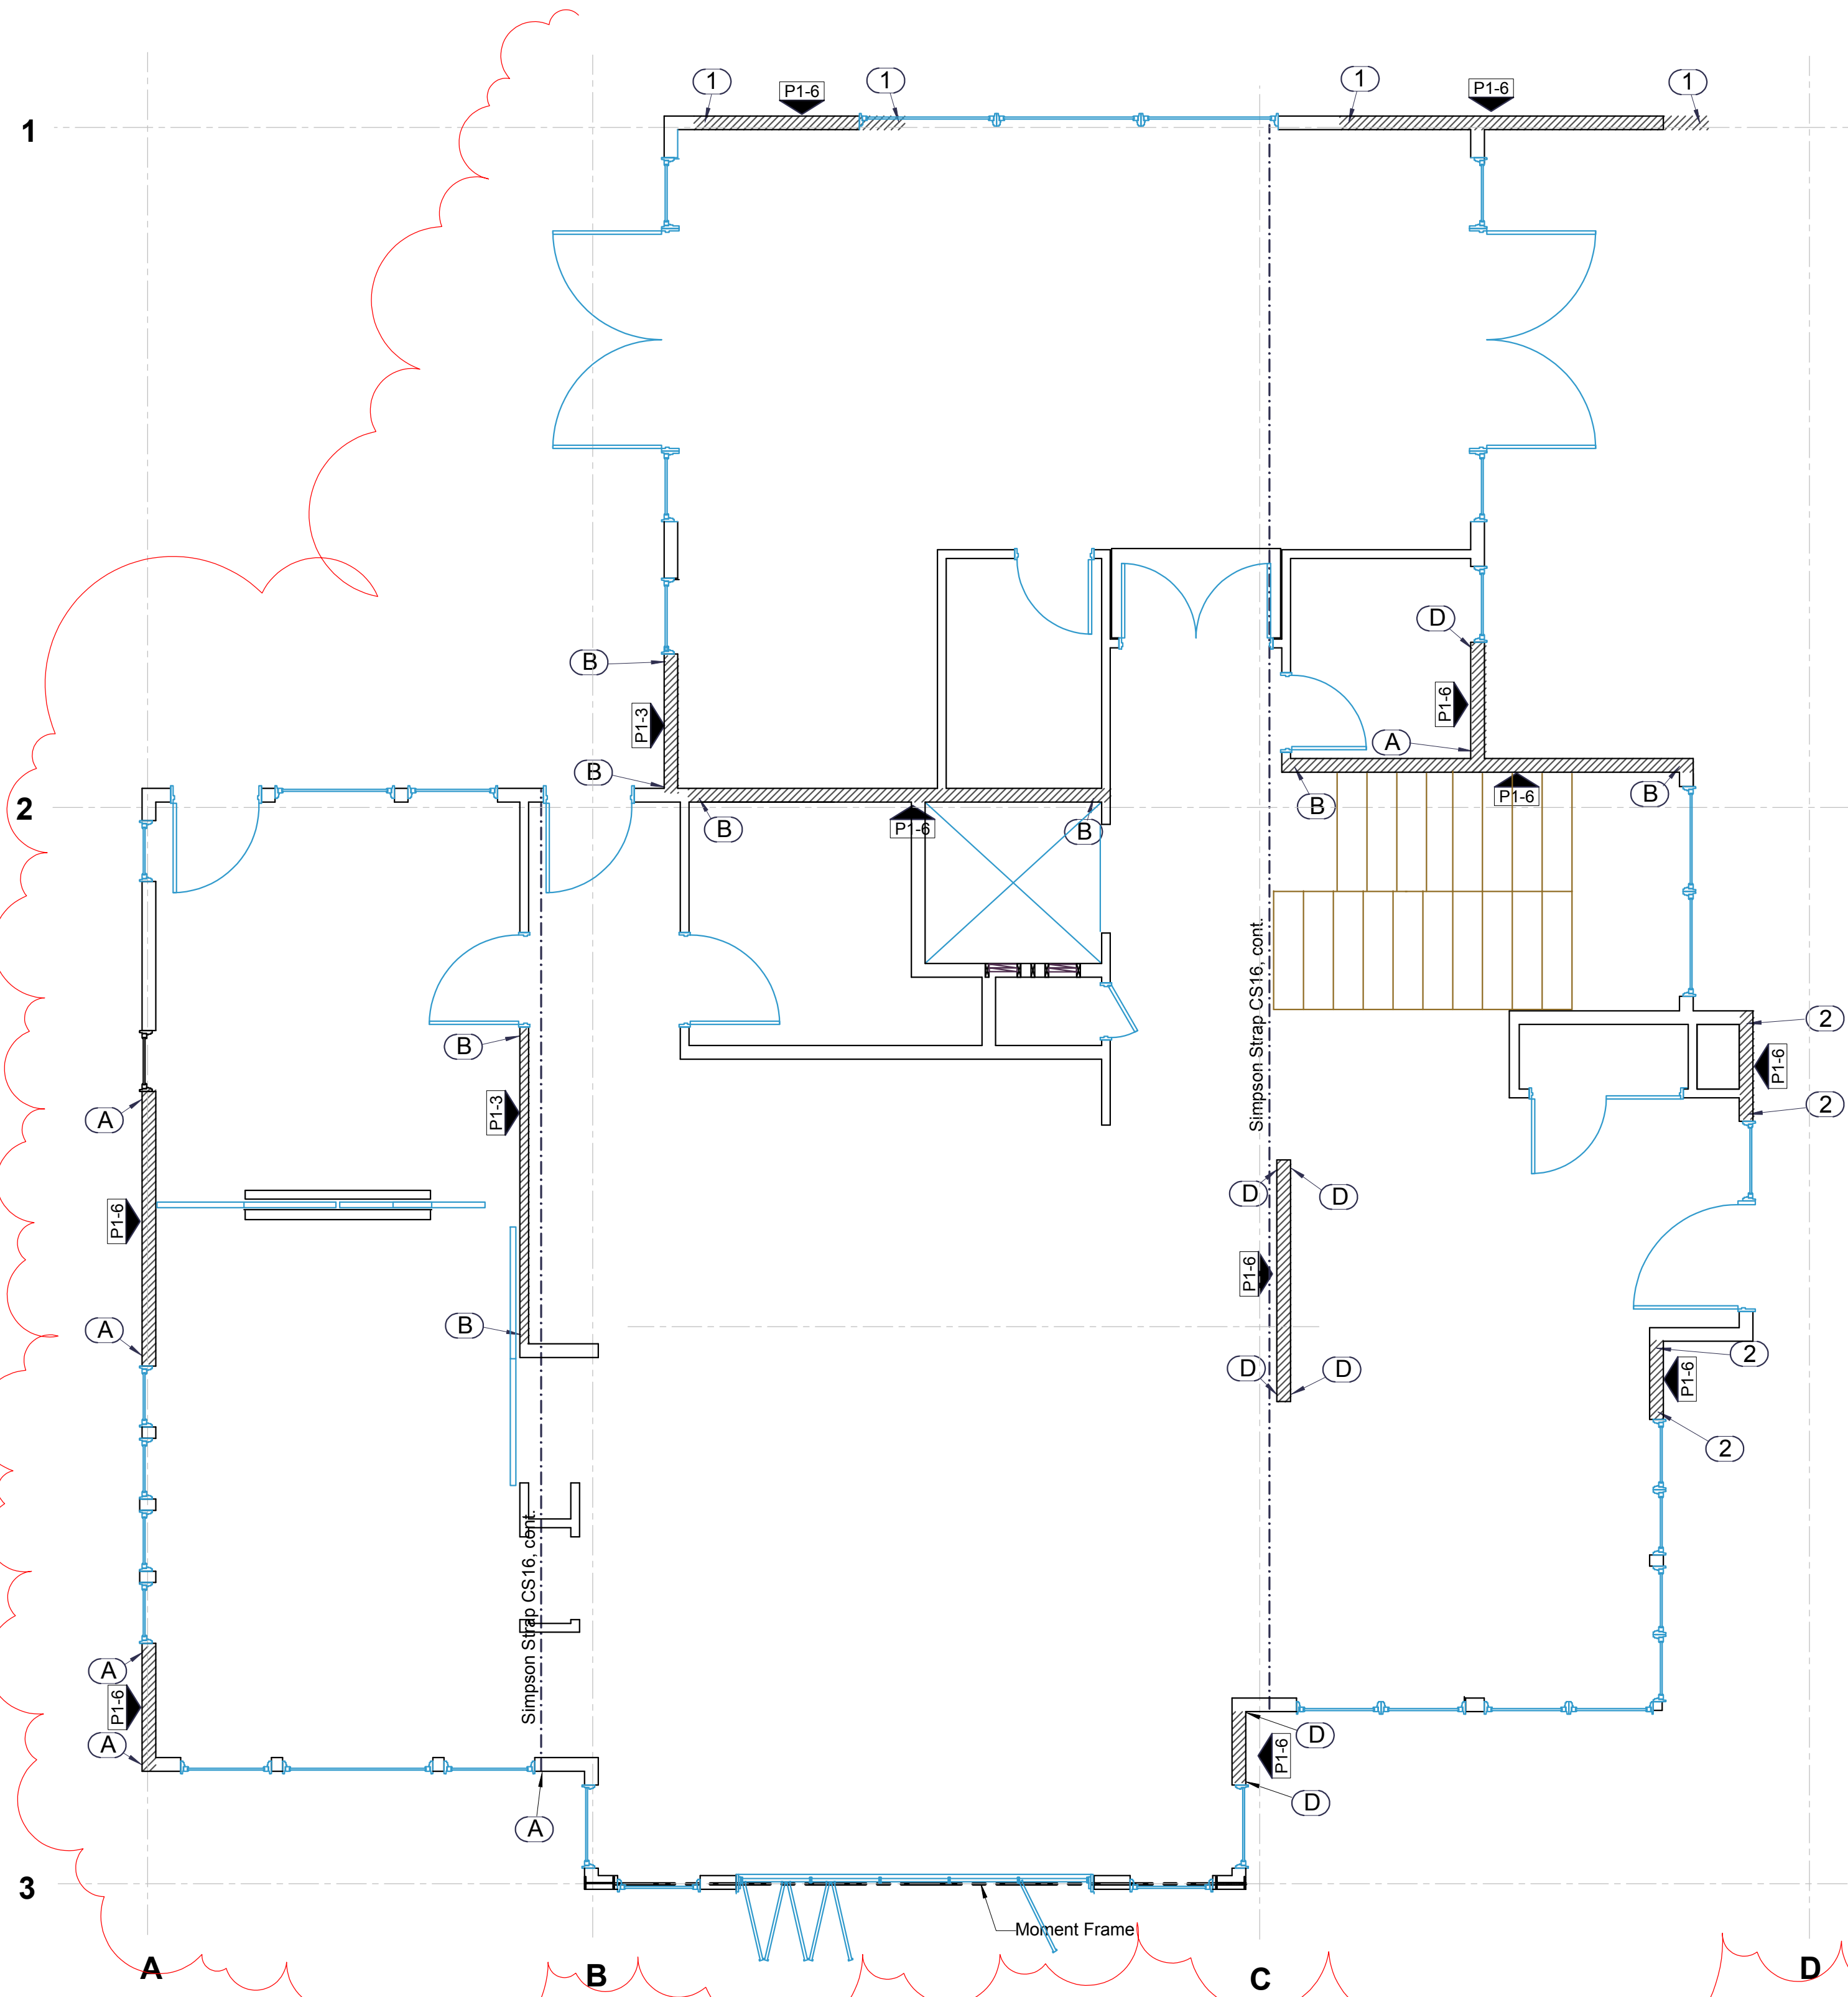 1 1 1 1
P1-6 P1-6
1
D
B
P1-6
P1-3
A
B
2
B P1-6 B B P1-6 B
Simpson Strap CS16, cont.
2
B
P1-6
P1-3
A
2
D D
P1-6
P1-6
B
A
2
D D
P1-6
2
Simpson Strap CS16, cont.
A
P1-6
D
A
P1-6
D
A
3
Moment Frame
A B C D